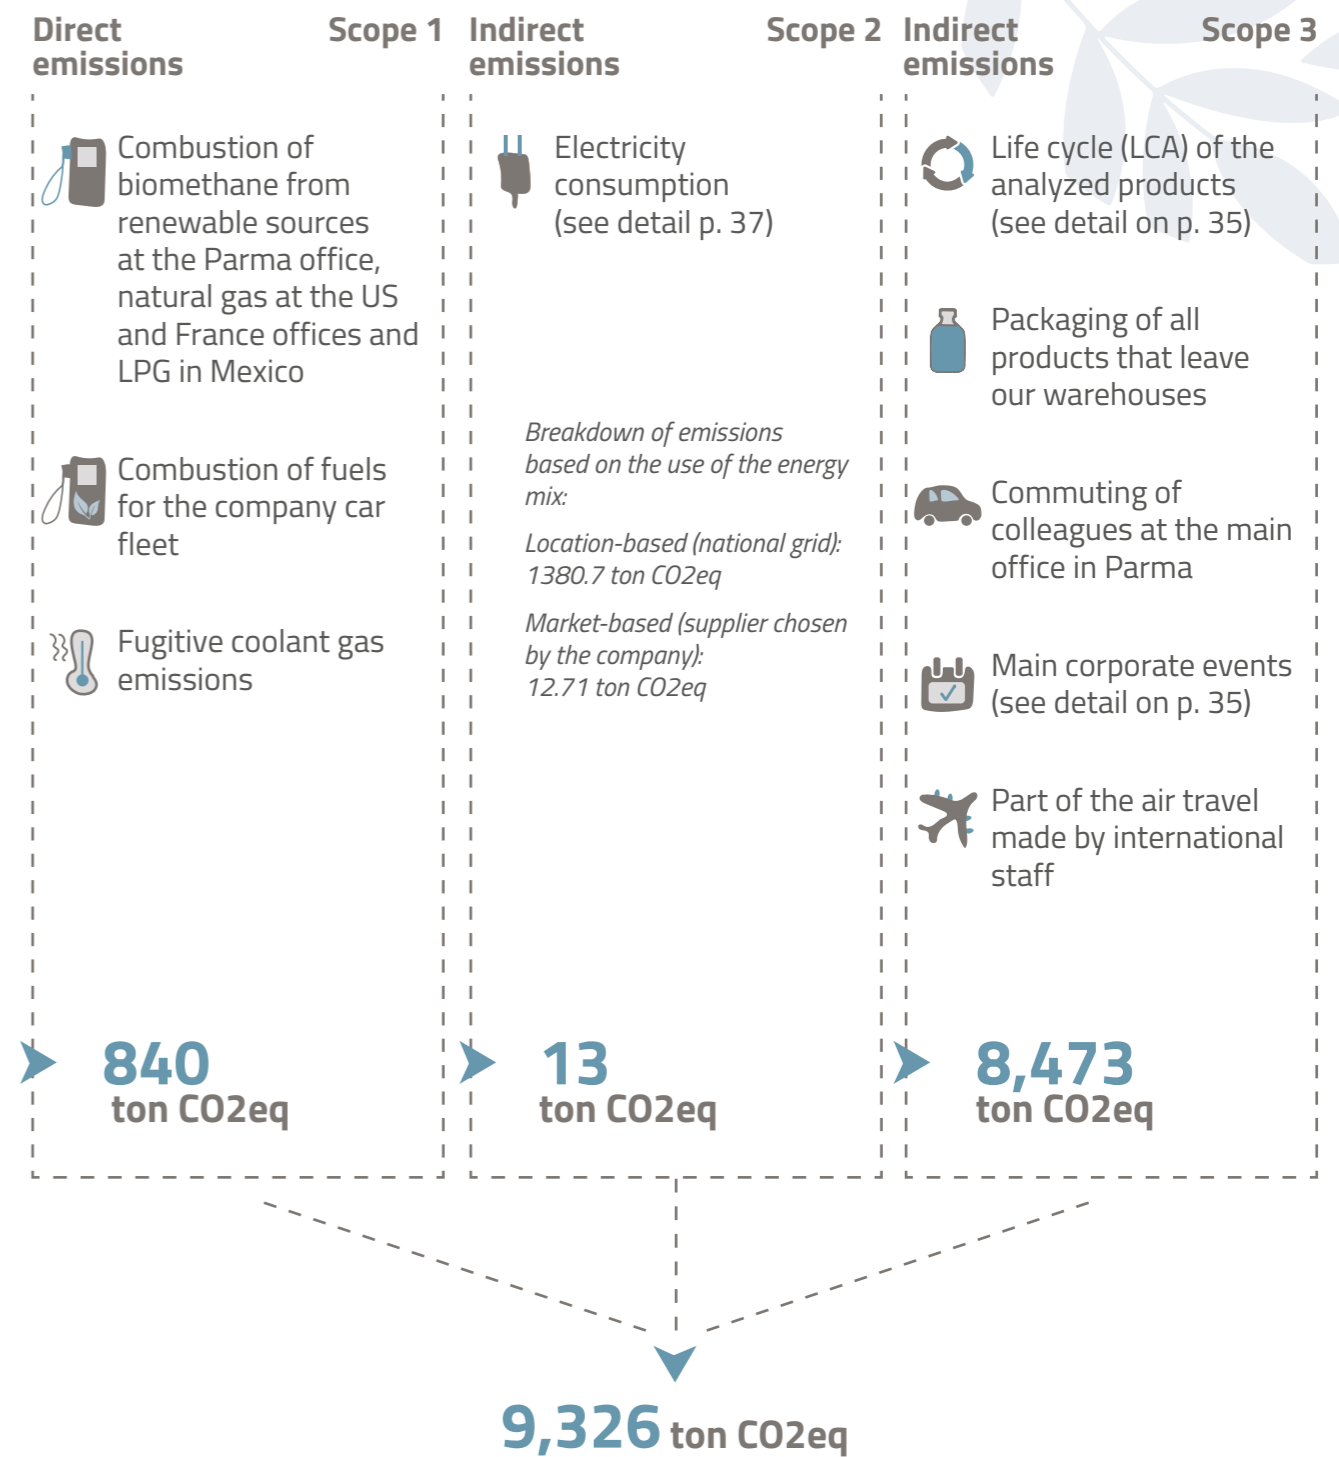 Direct
emissions
Scope 1
Combustion of
biomethane from
renewable sources
at the Parma office,
natural gas at the US
and France offices and
LPG in Mexico
Combustion of fuels
for the company car
fleet
Fugitive coolant gas
emissions
840
ton CO2eq
Indirect
emissions
Scope 2
Electricity
consumption
(see detail p. 37)
Breakdown of emissions
based on the use of the energy
mix:
Location-based (national grid):
1380.7 ton CO2eq
Market-based (supplier chosen
by the company):
12.71 ton CO2eq
13
ton CO2eq
Indirect
emissions
Scope 3
Life cycle (LCA) of the
analyzed products
(see detail on p. 35)
Packaging of all
products that leave
our warehouses
Commuting of
colleagues at the main
office in Parma
Main corporate events
(see detail on p. 35)
Part of the air travel
made by international
staff
8,473
ton CO2eq
9,326 ton CO2eq